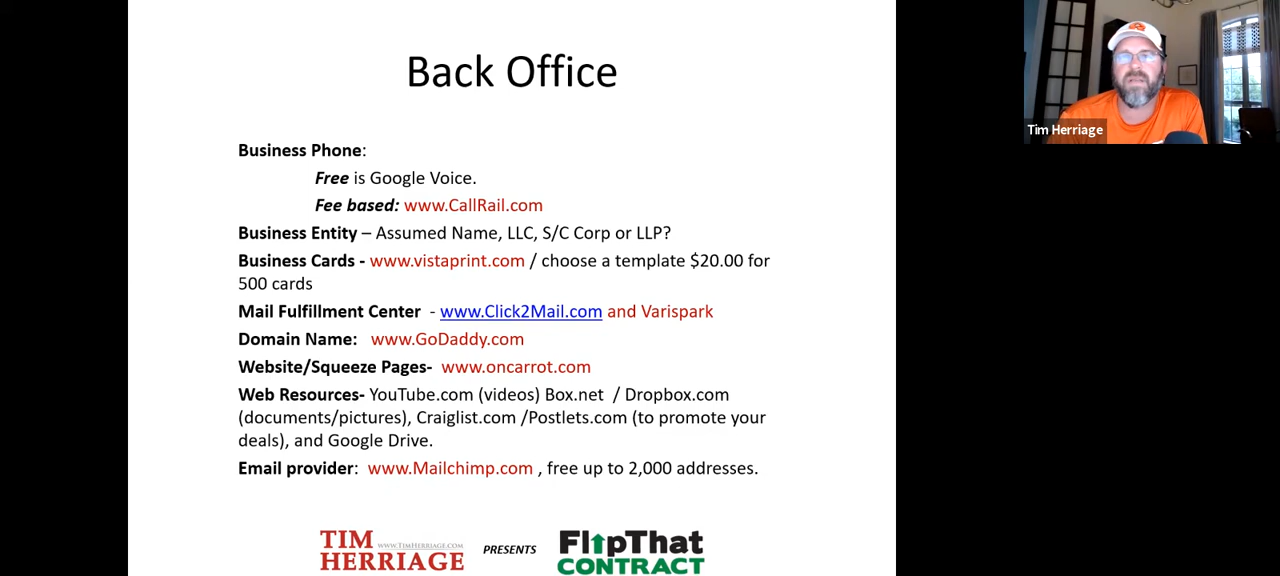 Back Office
Business Phone:
Free is Google Voice.
Fee based: www.CallRail.com
Business Entity – Assumed Name, LLC, S/C Corp or LLP?
Business Cards - www.vistaprint.com / choose a template $20.00 for
500 cards
Mail Fulfillment Center - www.Click2Mail.com and Varispark
Domain Name: www.GoDaddy.com
Website/Squeeze Pages- www.oncarrot.com
Web Resources- YouTube.com (videos) Box.net / Dropbox.com
(documents/pictures), Craiglist.com /Postlets.com (to promote your
deals), and Google Drive.
Email provider: www.Mailchimp.com , free up to 2,000 addresses.
TIM WWW.TIMHERRIAGE.COM
HERRIAGE
PRESENTS
FlipThat
CONTRACT
Tim Herriage